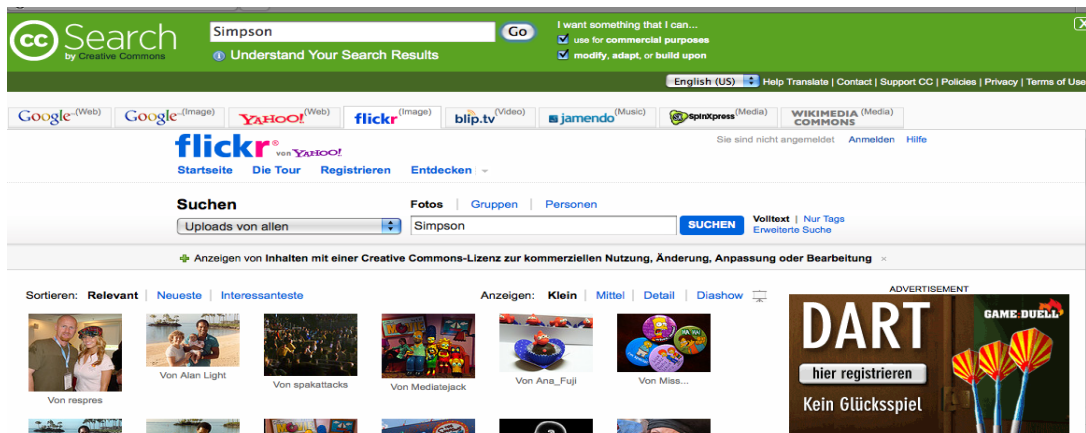 cc Search
by Creative Commons
Simpson
Go
Understand Your Search Results
I want something that I can...
use for commercial purposes
modify, adapt, or build upon
English (US) Help Translate | Contact | Support CC | Policies | Privacy | Terms of Use
Google (Web) Google (Image) YAHOO! (Web) flickr (Image) blip.tv (Video) jamendo (Music) SpinXpress (Media) WIKIMEDIA COMMONS (Media)
flickr® von YAHOO!
Sie sind nicht angemeldet Anmelden Hilfe
Startseite Die Tour Registrieren Entdecken
Suchen
Fotos | Gruppen | Personen
Uploads von allen
Simpson
SUCHEN
Volltext | Nur Tags
Erweiterte Suche
Anzeigen von Inhalten mit einer Creative Commons-Lizenz zur kommerziellen Nutzung, Änderung, Anpassung oder Bearbeitung ×
Sortieren: Relevant | Neueste | Interessanteste
Anzeigen: Klein | Mittel | Detail | Diashow
Von respres
Von Alan Light
Von spakattacks
Von Mediatejack
Von Ana_Fuji
Von Miss...
ADVERTISEMENT
DART
GAME DUELL
hier registrieren
Kein Glücksspiel